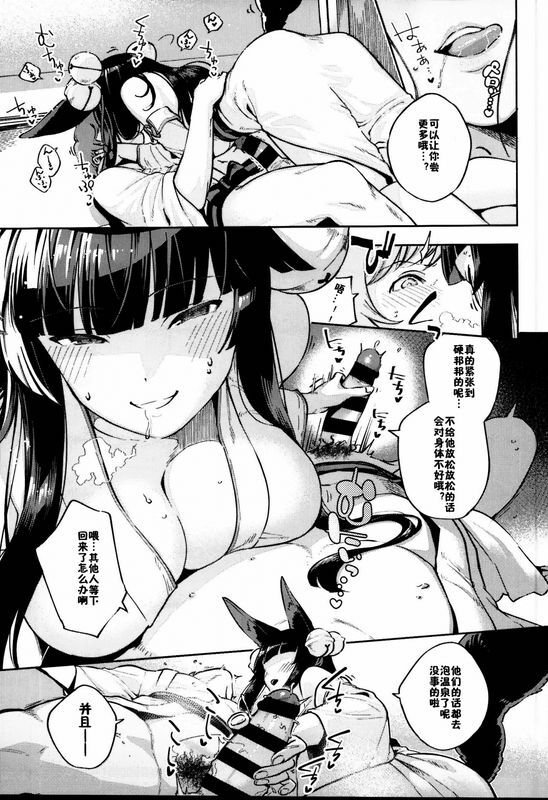 可以让你尝
更多哦…?
唔…
真的紧张到
硬邦邦的呢…
不给他放松放松的话
会对身体不好哦?
喂…其他人等下
回来了怎么办啊
他们的话都去
泡温泉了呢
没事的啦
并且——